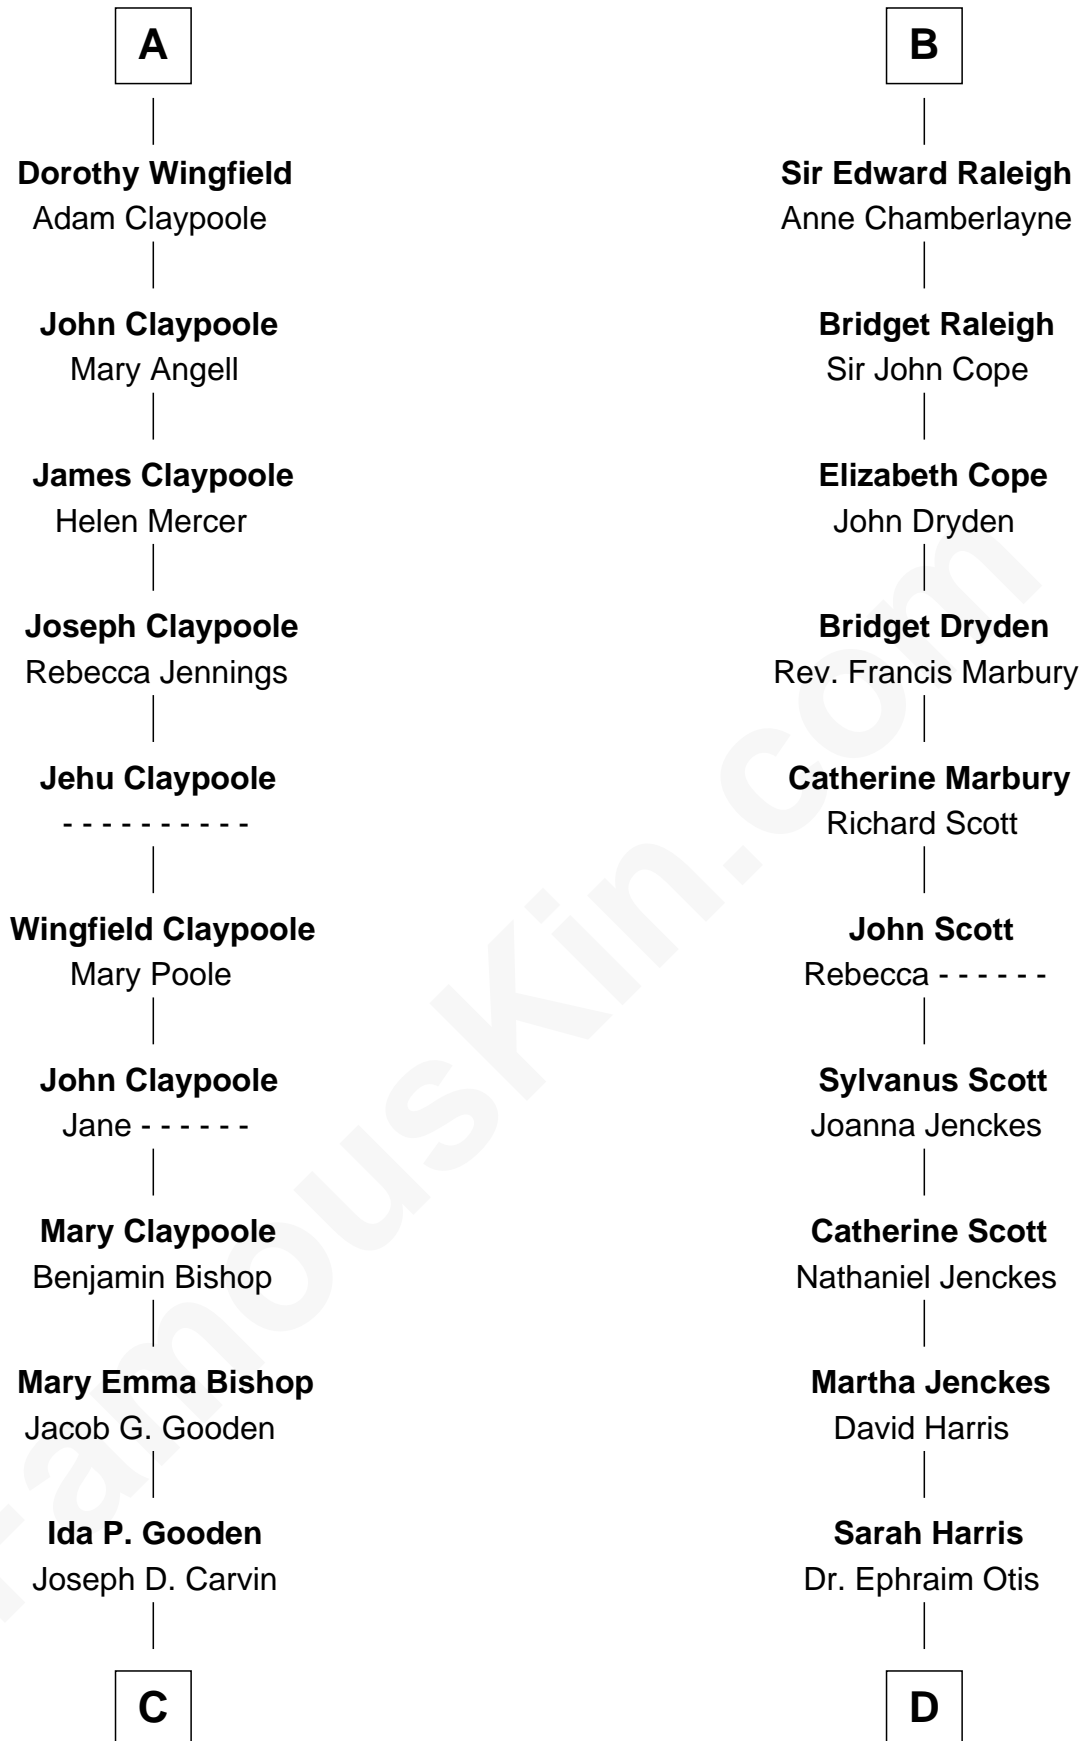 A
Dorothy Wingfield
Adam Claypoole
John Claypoole
Mary Angell
James Claypoole
Helen Mercer
Joseph Claypoole
Rebecca Jennings
Jehu Claypoole
- - - - - - - - - -
Wingfield Claypoole
Mary Poole
John Claypoole
Jane - - - - - -
Mary Claypoole
Benjamin Bishop
Mary Emma Bishop
Jacob G. Gooden
Ida P. Gooden
Joseph D. Carvin
C
B
Sir Edward Raleigh
Anne Chamberlayne
Bridget Raleigh
Sir John Cope
Elizabeth Cope
John Dryden
Bridget Dryden
Rev. Francis Marbury
Catherine Marbury
Richard Scott
John Scott
Rebecca - - - - - -
Sylvanus Scott
Joanna Jenckes
Catherine Scott
Nathaniel Jenckes
Martha Jenckes
David Harris
Sarah Harris
Dr. Ephraim Otis
D
FamousKin.com